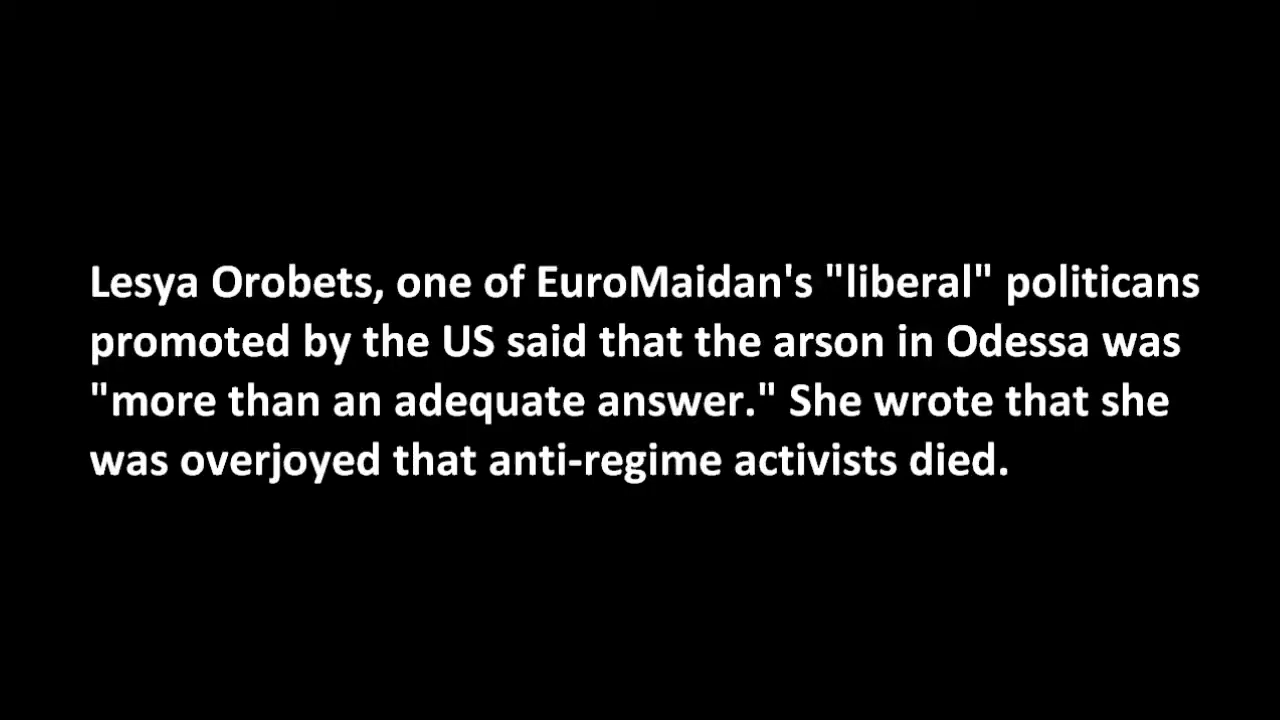 Lesya Orobets, one of EuroMaidan's "liberal" politicans
promoted by the US said that the arson in Odessa was
"more than an adequate answer." She wrote that she
was overjoyed that anti-regime activists died.